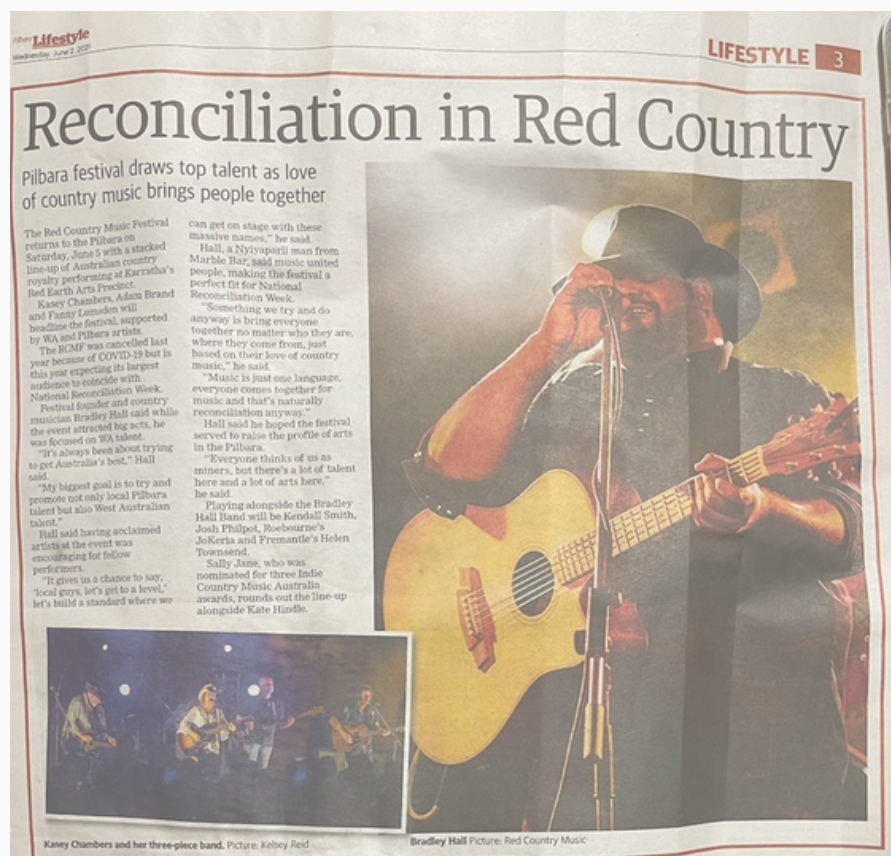 Pilbara Lifestyle
Wednesday, June 2, 2021
LIFESTYLE 3
Reconciliation in Red Country
Pilbara festival draws top talent as love
of country music brings people together
The Red Country Music Festival
returns to the Pilbara on
Saturday, June 5 with a stacked
line-up of Australian country
royalty performing at Karratha's
Red Earth Arts Precinct.
Kasey Chambers, Adam Brand
and Fanny Lumsden will
headline the festival, supported
by WA and Pilbara artists.
The RCMF was cancelled last
year because of COVID-19 but is
this year expecting its largest
audience to coincide with
National Reconciliation Week.
Festival founder and country
musician Bradley Hall said while
the event attracted big acts, he
was focused on WA talent.
"It's always been about trying
to get Australia's best," Hall
said.
"My biggest goal is to try and
promote not only local Pilbara
talent but also West Australian
talent."
Hall said having acclaimed
artists at the event was
encouraging for fellow
performers.
"It gives us a chance to say,
'local guys, let's get to a level,'
let's build a standard where we
can get on stage with these
massive names," he said.
Hall, a Nyiyaparli man from
Marble Bar, said music united
people, making the festival a
perfect fit for National
Reconciliation Week.
"Something we try and do
anyway is bring everyone
together no matter who they are,
where they come from, just
based on their love of country
music," he said.
"Music is just one language,
everyone comes together for
music and that's naturally
reconciliation anyway."
Hall said he hoped the festival
served to raise the profile of arts
in the Pilbara.
"Everyone thinks of us as
miners, but there's a lot of talent
here and a lot of arts here,"
he said.
Playing alongside the Bradley
Hall Band will be Kendall Smith,
Josh Philpot, Roebourne's
JoKeria and Fremantle's Helen
Townsend.
Sally Jane, who was
nominated for three Indie
Country Music Australia
awards, rounds out the line-up
alongside Kate Hindle.
Kasey Chambers and her three-piece band. Picture: Kelsey Reid
Bradley Hall Picture: Red Country Music